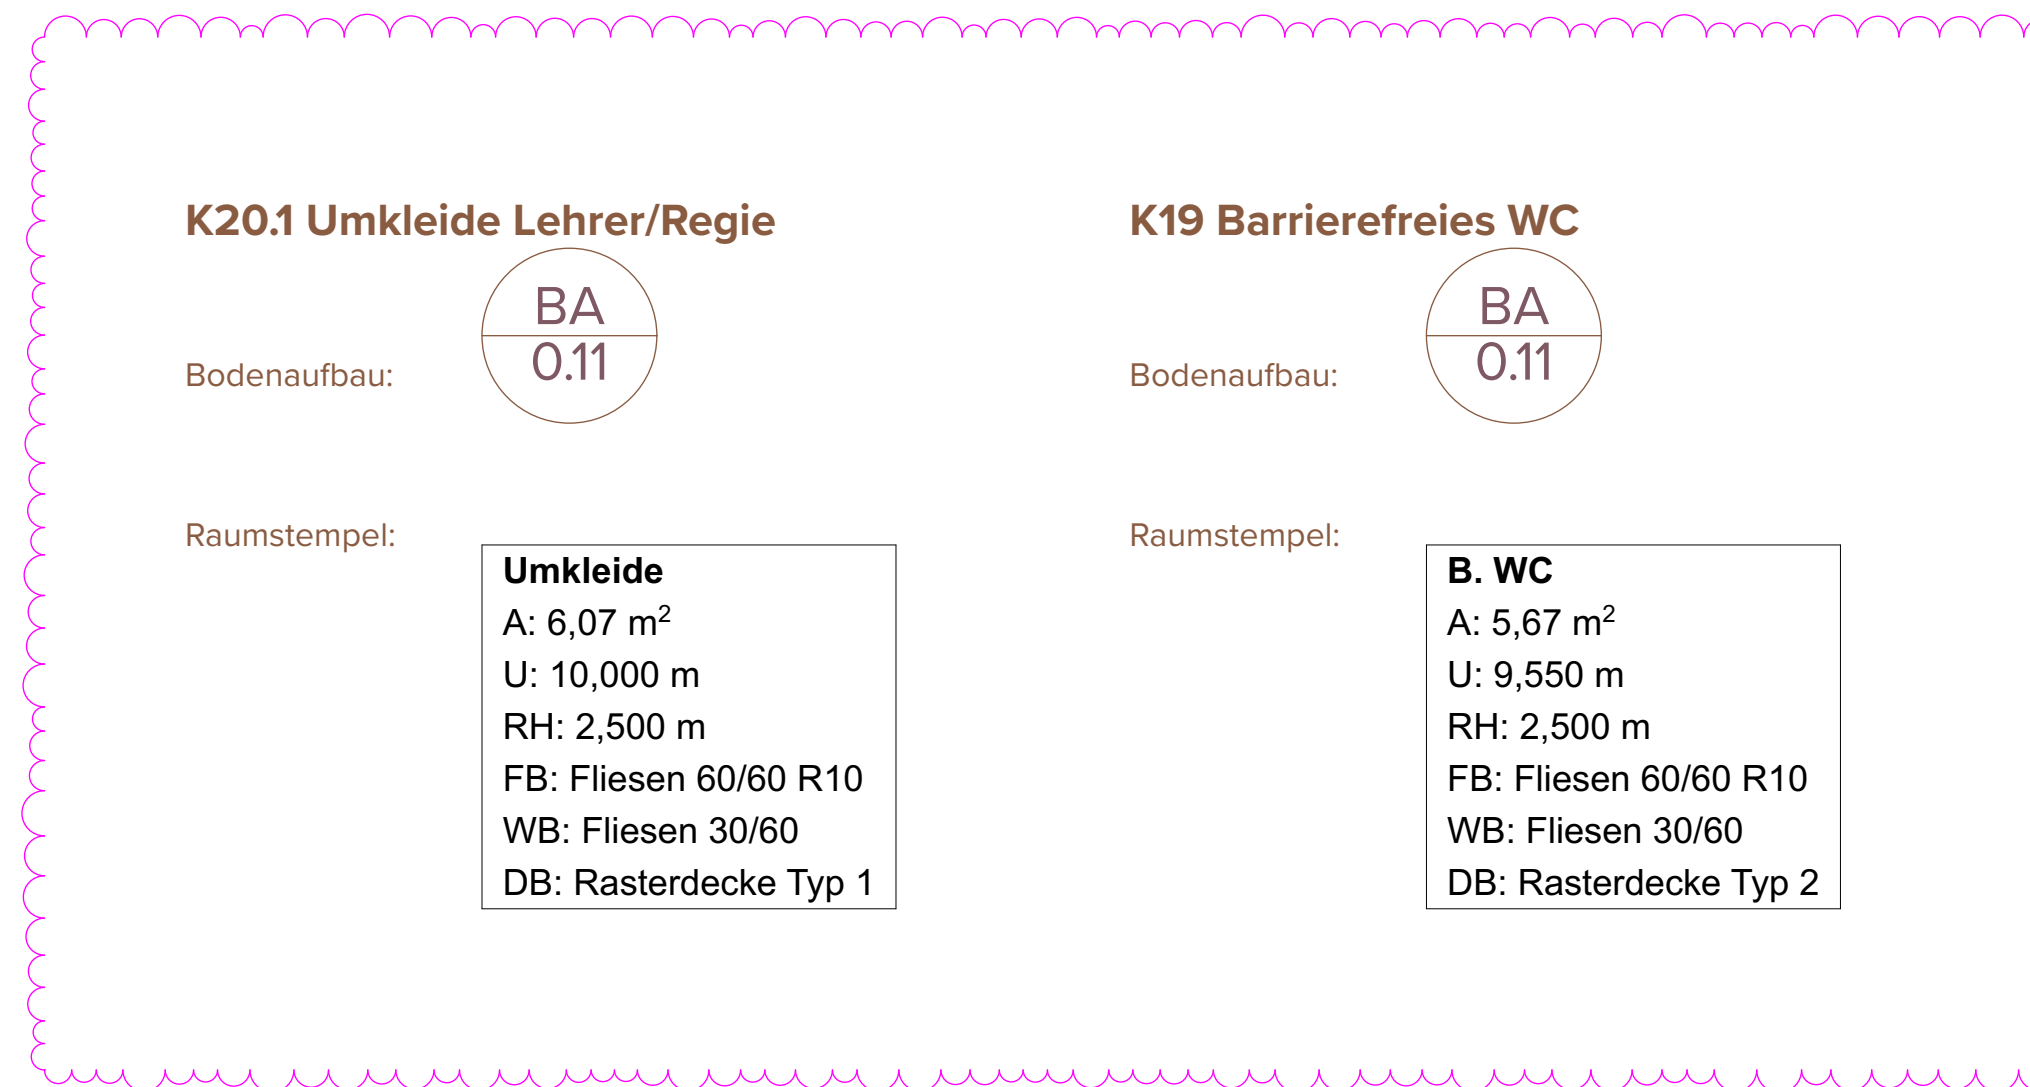 K20.1 Umkleide Lehrer/Regie
BA
0.11
Bodenaufbau:
Raumstempel:
Umkleide
A: 6,07 m²
U: 10,000 m
RH: 2,500 m
FB: Fliesen 60/60 R10
WB: Fliesen 30/60
DB: Rasterdecke Typ 1
K19 Barrierefreies WC
BA
0.11
Bodenaufbau:
Raumstempel:
B. WC
A: 5,67 m²
U: 9,550 m
RH: 2,500 m
FB: Fliesen 60/60 R10
WB: Fliesen 30/60
DB: Rasterdecke Typ 2